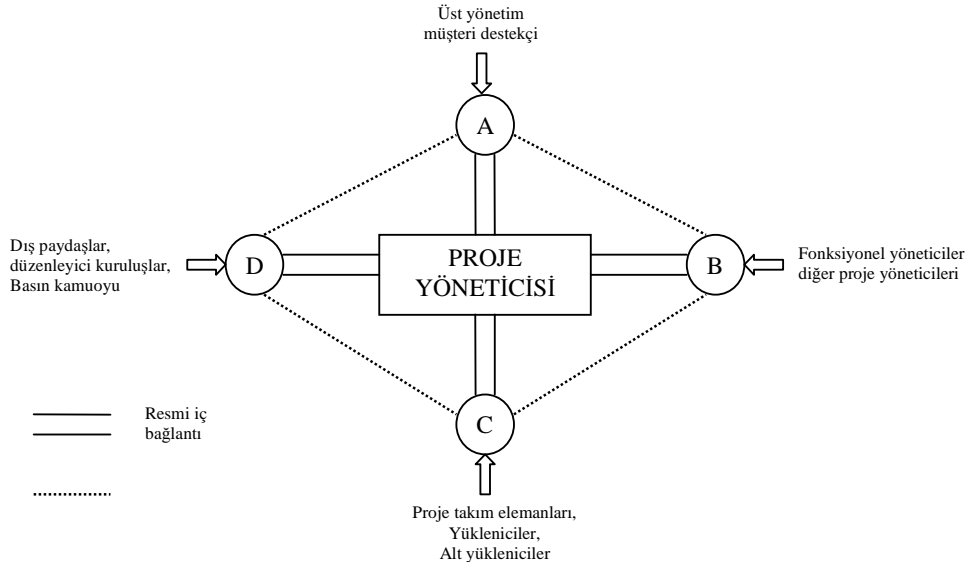 Üst yönetim
müşteri destekçi
A
Dış paydaşlar,
düzenleyici kuruluşlar,
Basın kamuoyu
D
PROJE
YÖNETİCİSİ
B
Fonksiyonel yöneticiler
diğer proje yöneticileri
Resmi iç
bağlantı
C
Proje takım elemanları,
Yükleniciler,
Alt yükleniciler